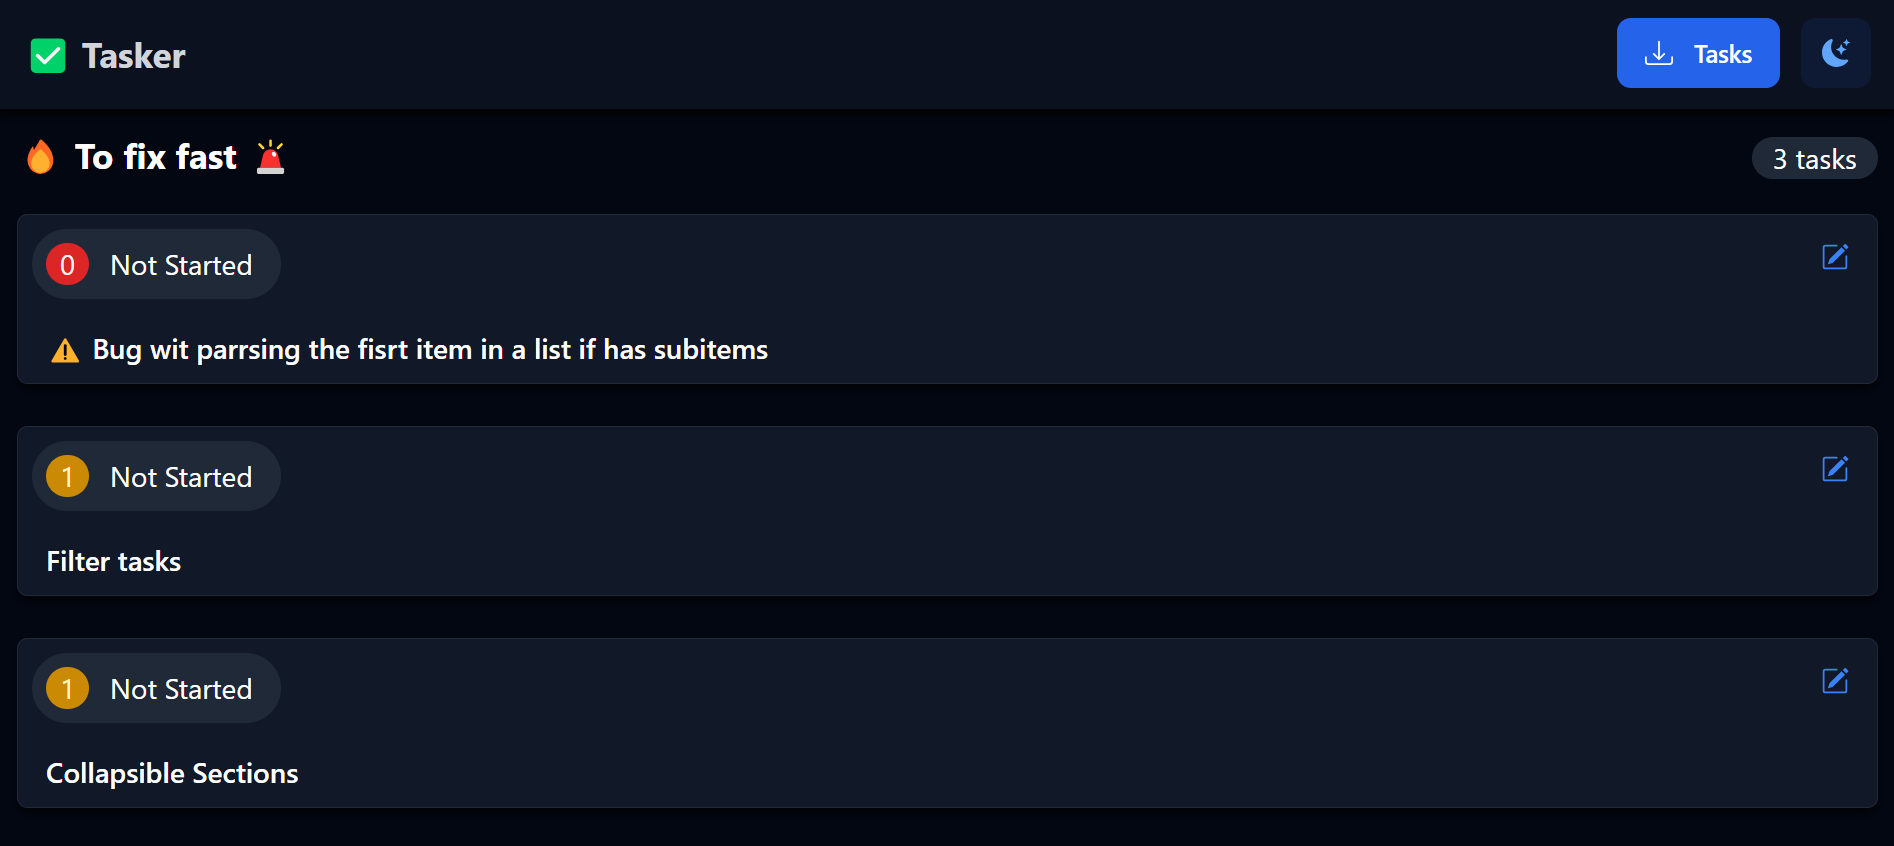 Tasker
Tasks
To fix fast
3 tasks
0 Not Started
Bug wit parrsing the fisrt item in a list if has subitems
1 Not Started
Filter tasks
1 Not Started
Collapsible Sections